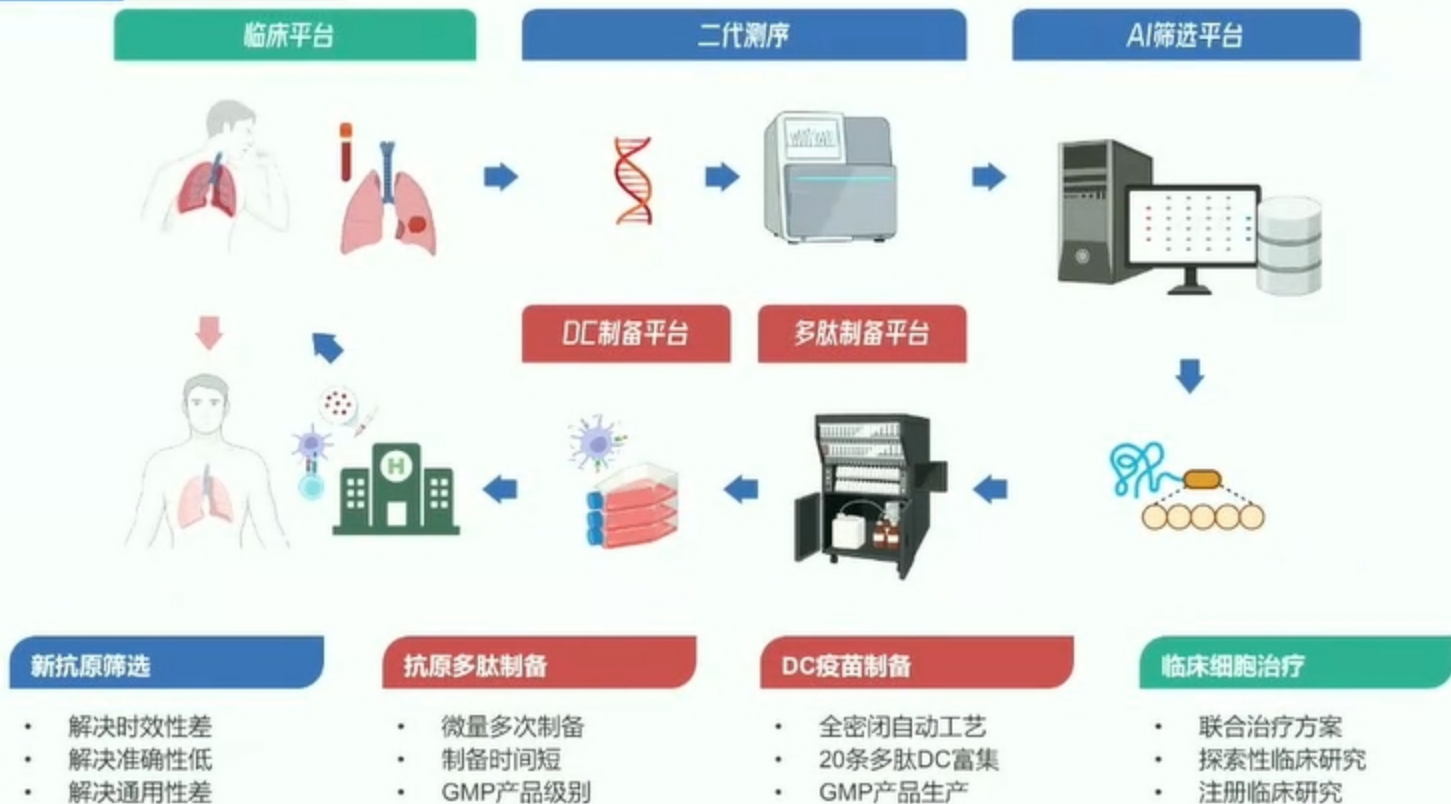 临床平台
二代测序
AI筛选平台
DC制备平台
多肽制备平台
H
新抗原筛选
• 解决时效性差
• 解决准确性低
• 解决通用性差
抗原多肽制备
• 微量多次制备
• 制备时间短
• GMP产品级别
DC疫苗制备
• 全密闭自动工艺
• 20条多肽DC富集
• GMP产品生产
临床细胞治疗
• 联合治疗方案
• 探索性临床研究
• 注册临床研究